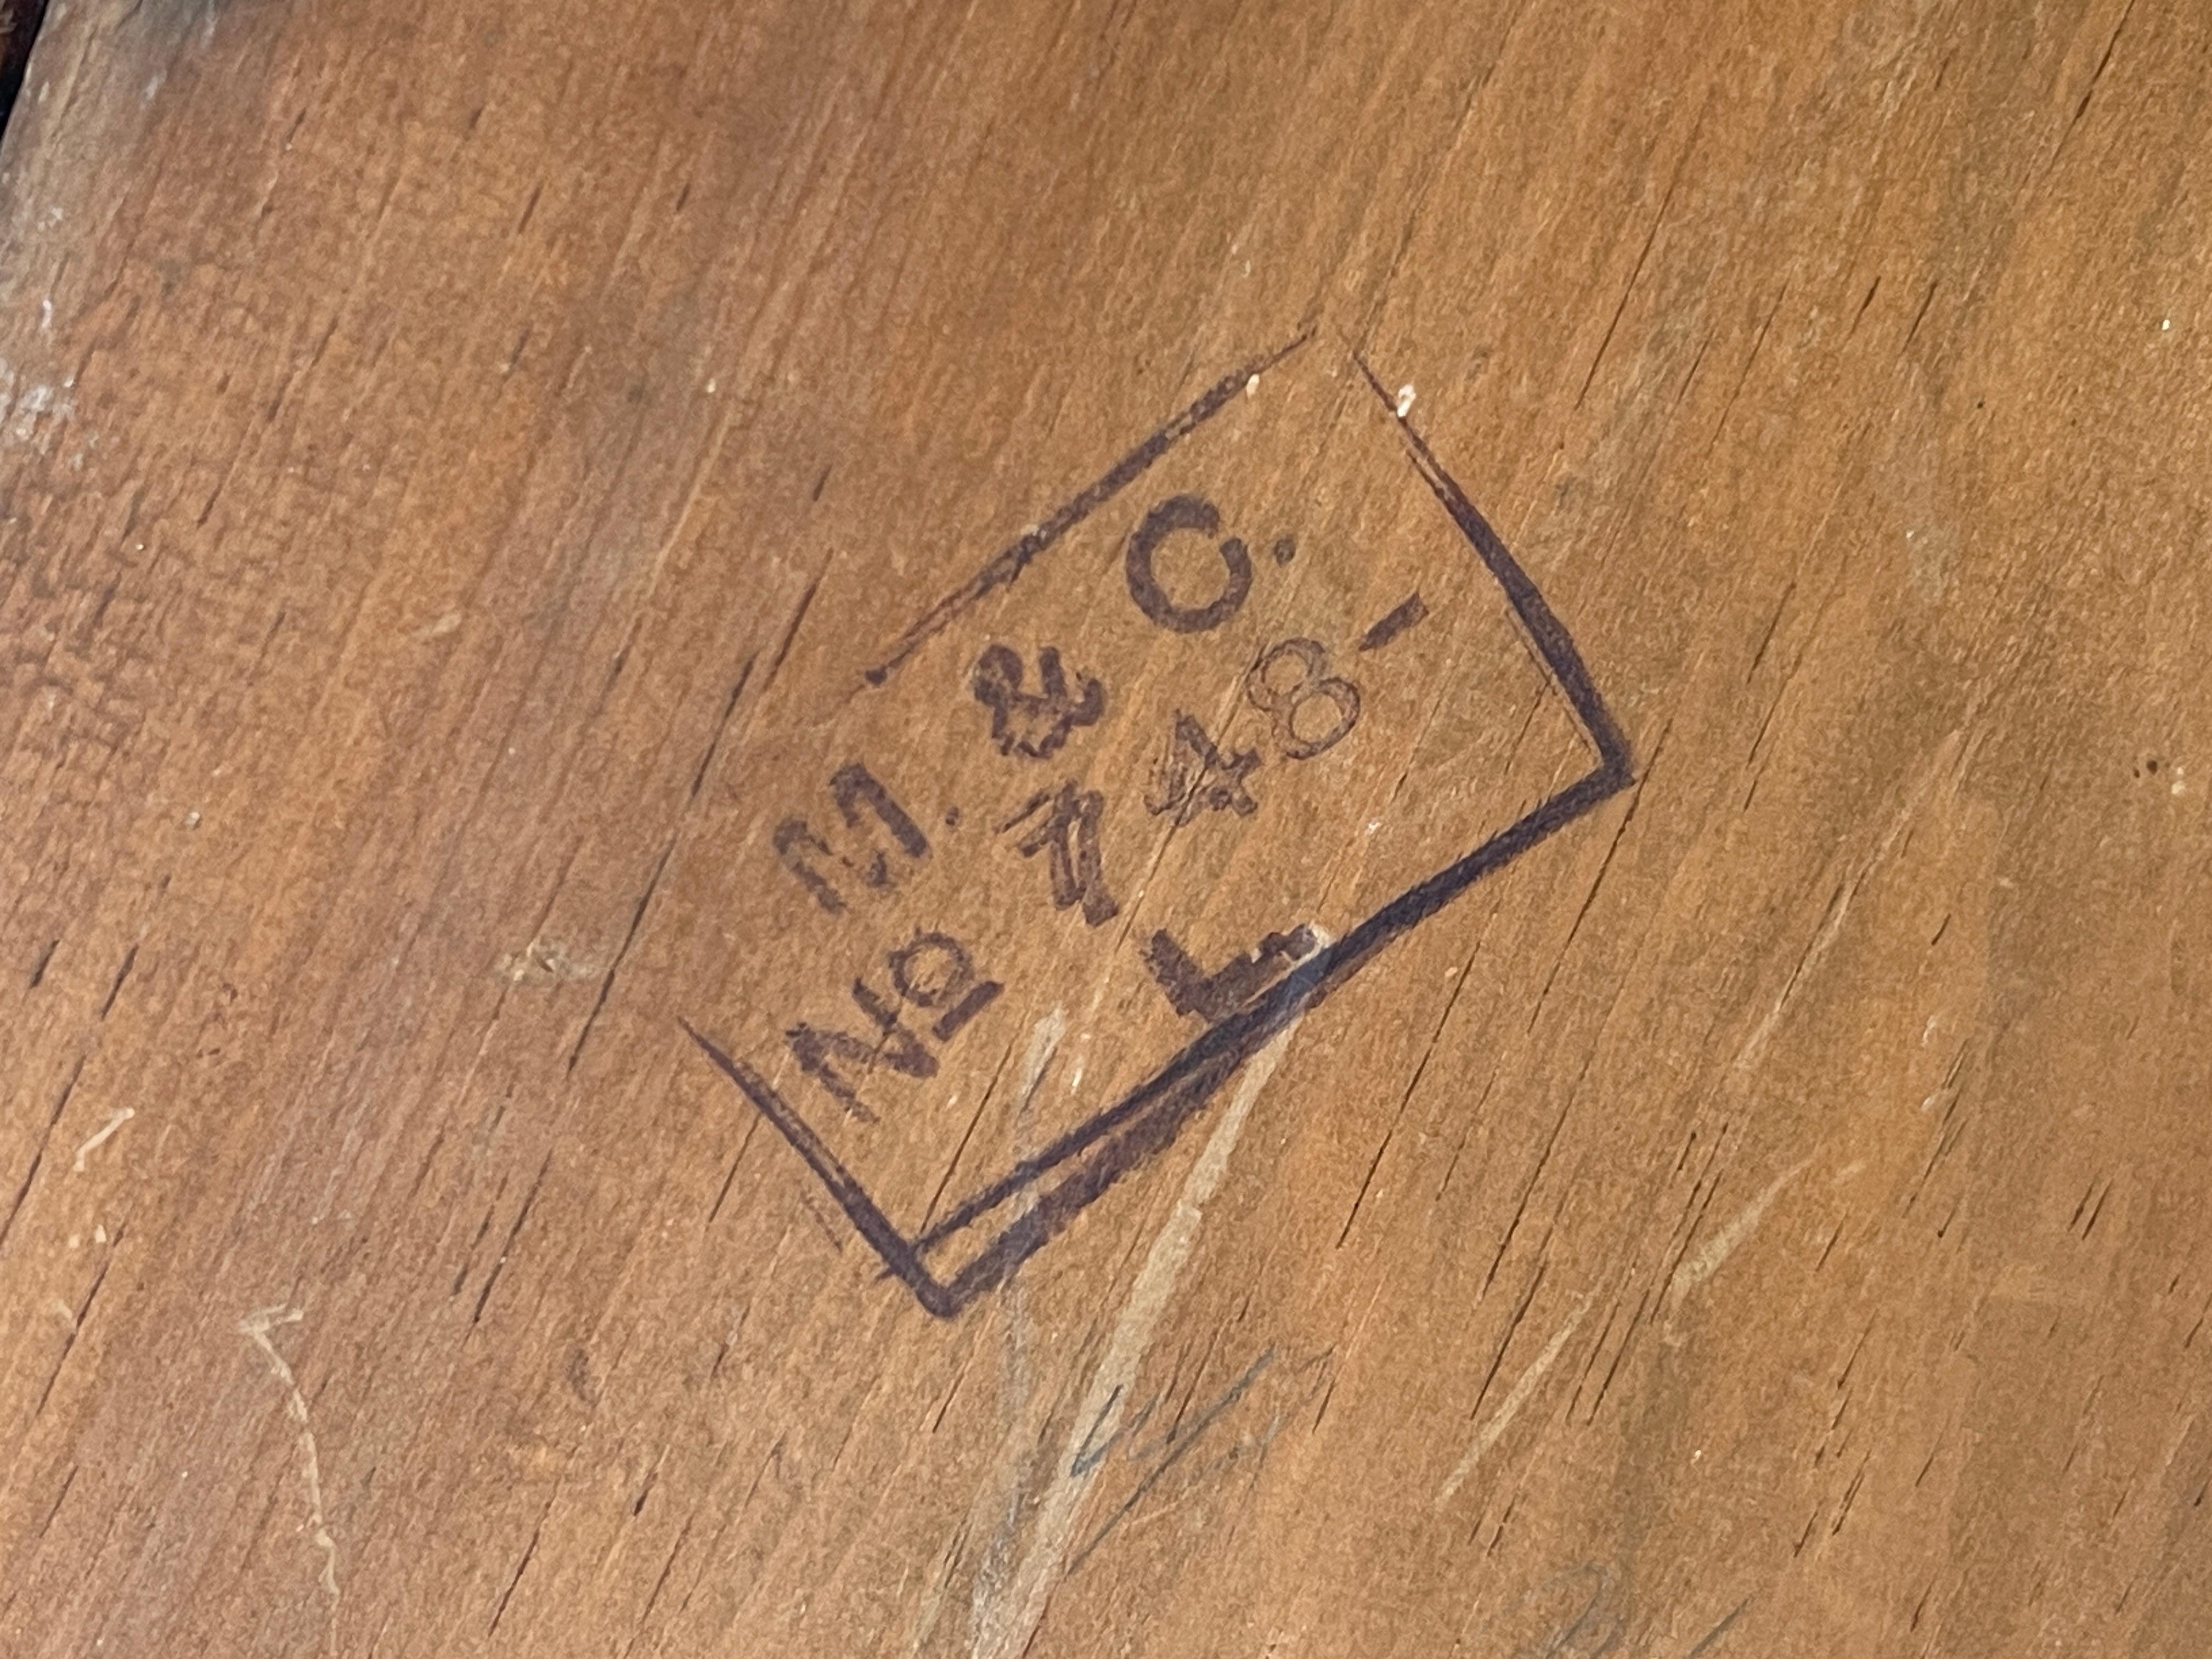 M. & C.
No 748-
L